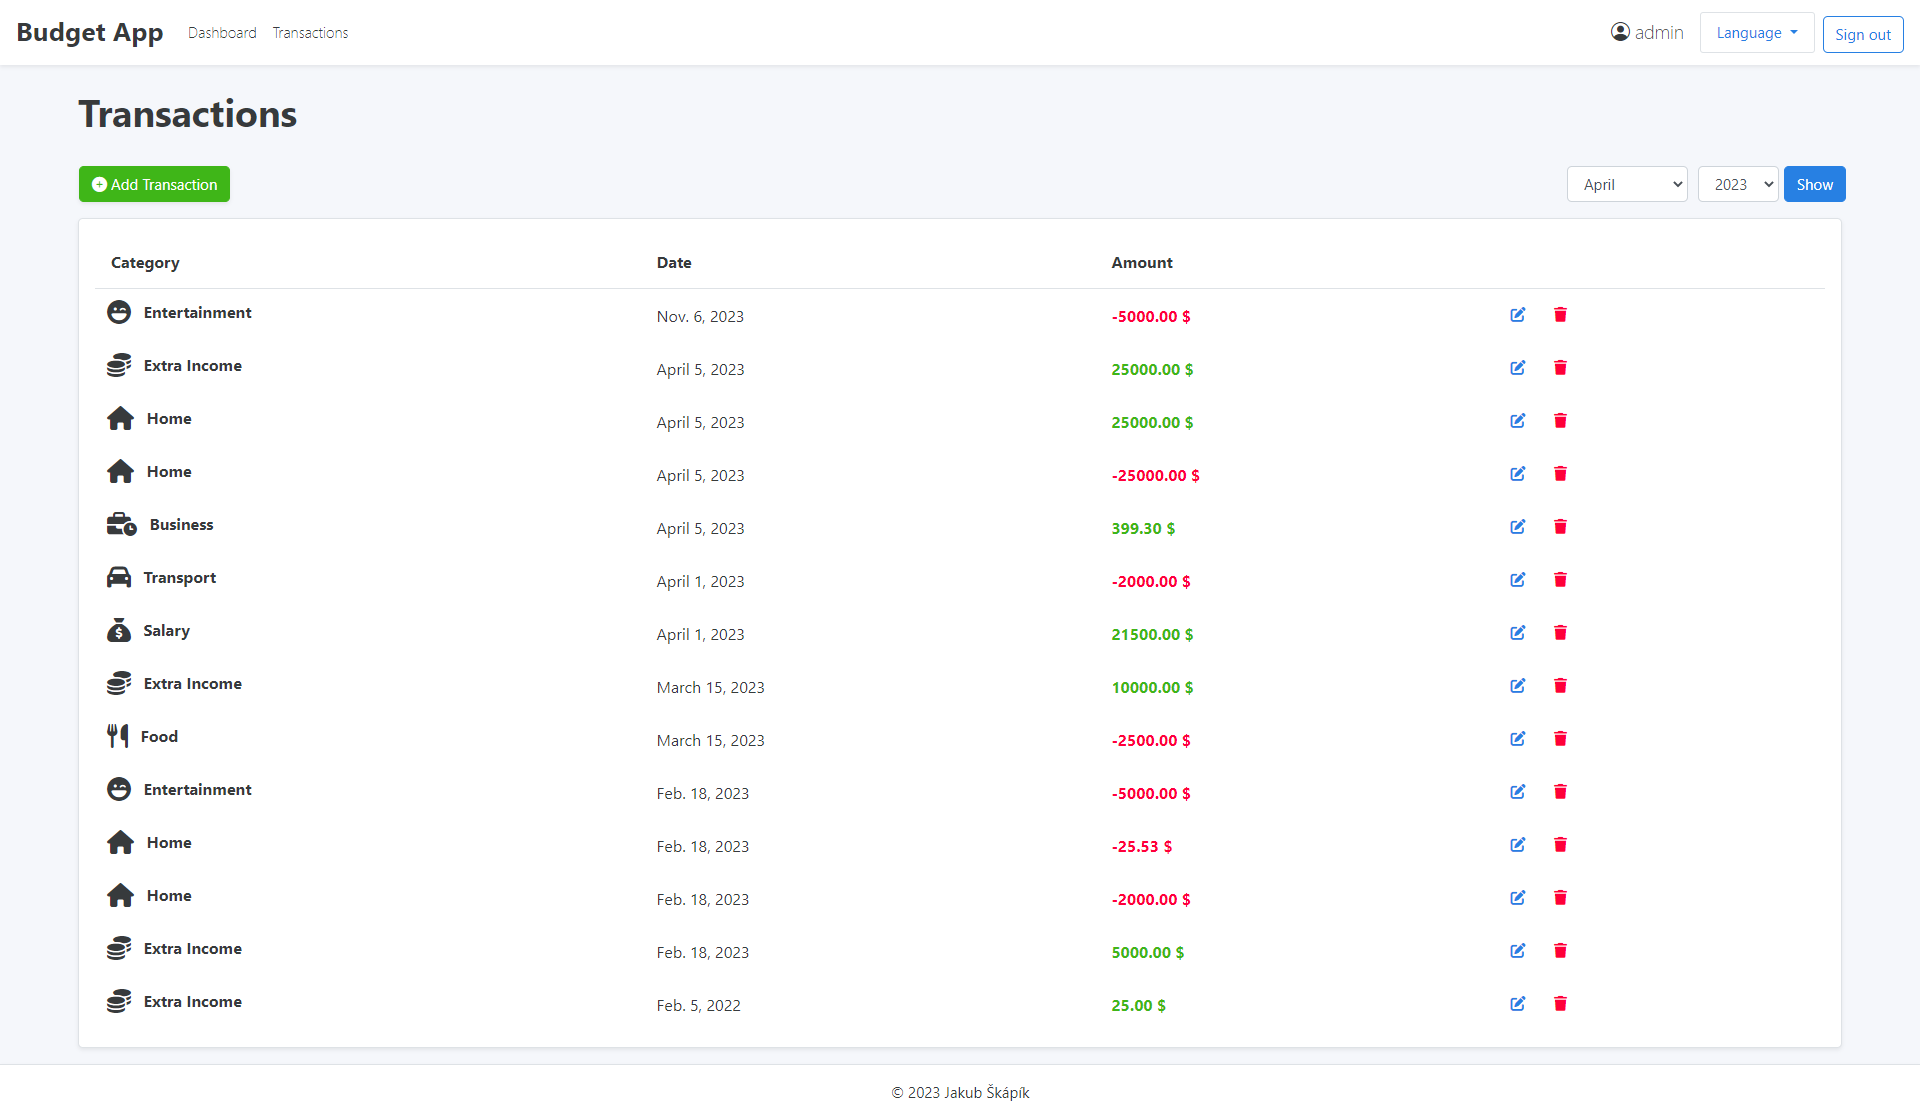 Budget App Dashboard Transactions admin Language Sign out
Transactions
Add Transaction April 2023 Show
Category Date Amount
Entertainment Nov. 6, 2023 -5000.00 $
Extra Income April 5, 2023 25000.00 $
Home April 5, 2023 25000.00 $
Home April 5, 2023 -25000.00 $
Business April 5, 2023 399.30 $
Transport April 1, 2023 -2000.00 $
Salary April 1, 2023 21500.00 $
Extra Income March 15, 2023 10000.00 $
Food March 15, 2023 -2500.00 $
Entertainment Feb. 18, 2023 -5000.00 $
Home Feb. 18, 2023 -25.53 $
Home Feb. 18, 2023 -2000.00 $
Extra Income Feb. 18, 2023 5000.00 $
Extra Income Feb. 5, 2022 25.00 $
© 2023 Jakub Škápík